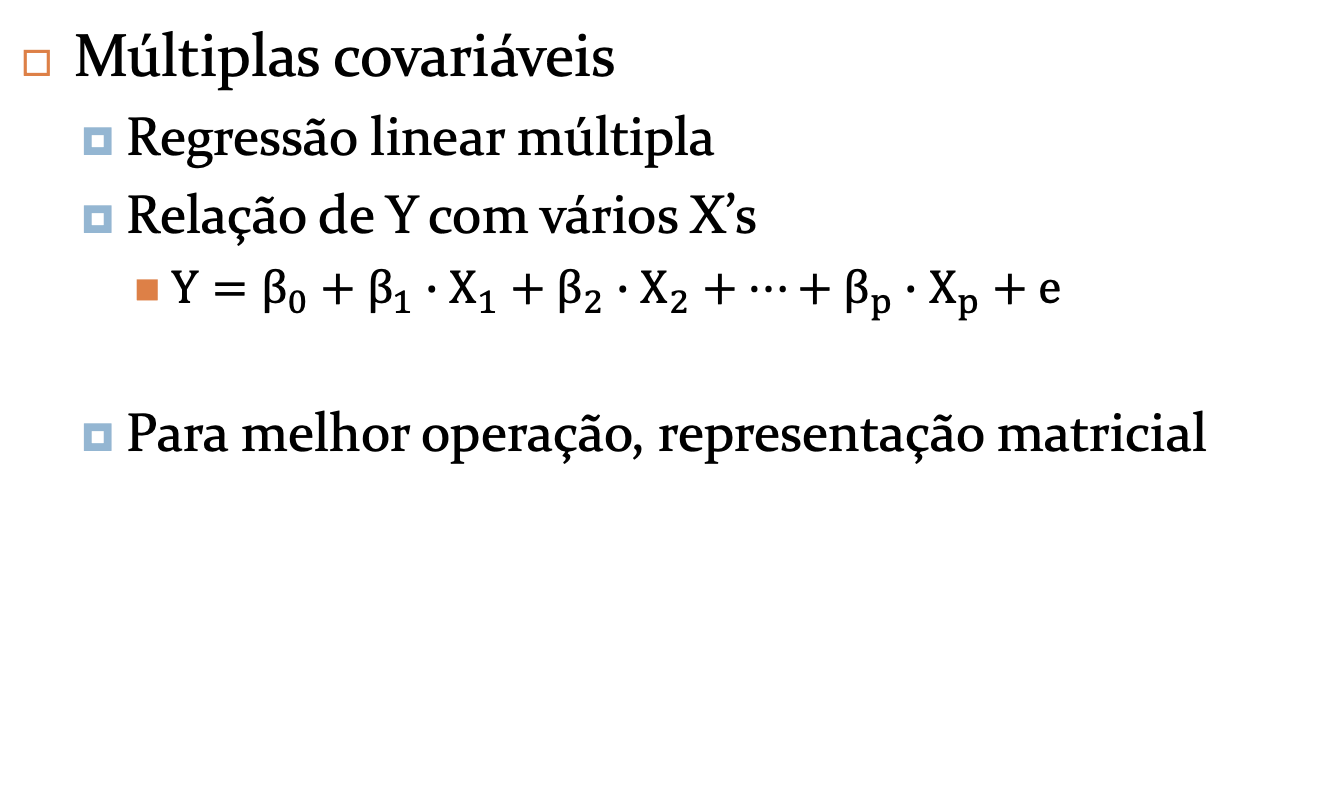 Múltiplas covariáveis
Regressão linear múltipla
Relação de Y com vários X’s
Y = β₀ + β₁ · X₁ + β₂ · X₂ + ⋯ + βₚ · Xₚ + e
Para melhor operação, representação matricial